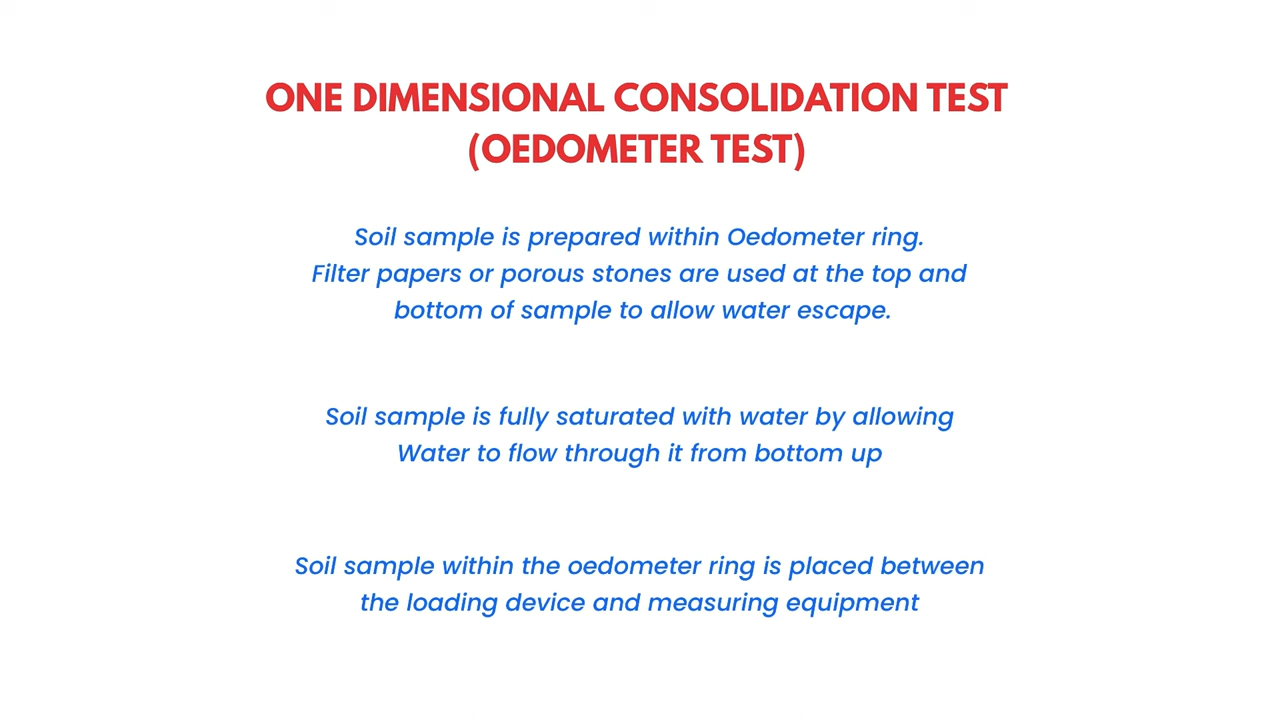 ONE DIMENSIONAL CONSOLIDATION TEST
(OEDOMETER TEST)
Soil sample is prepared within Oedometer ring.
Filter papers or porous stones are used at the top and
bottom of sample to allow water escape.
Soil sample is fully saturated with water by allowing
Water to flow through it from bottom up
Soil sample within the oedometer ring is placed between
the loading device and measuring equipment